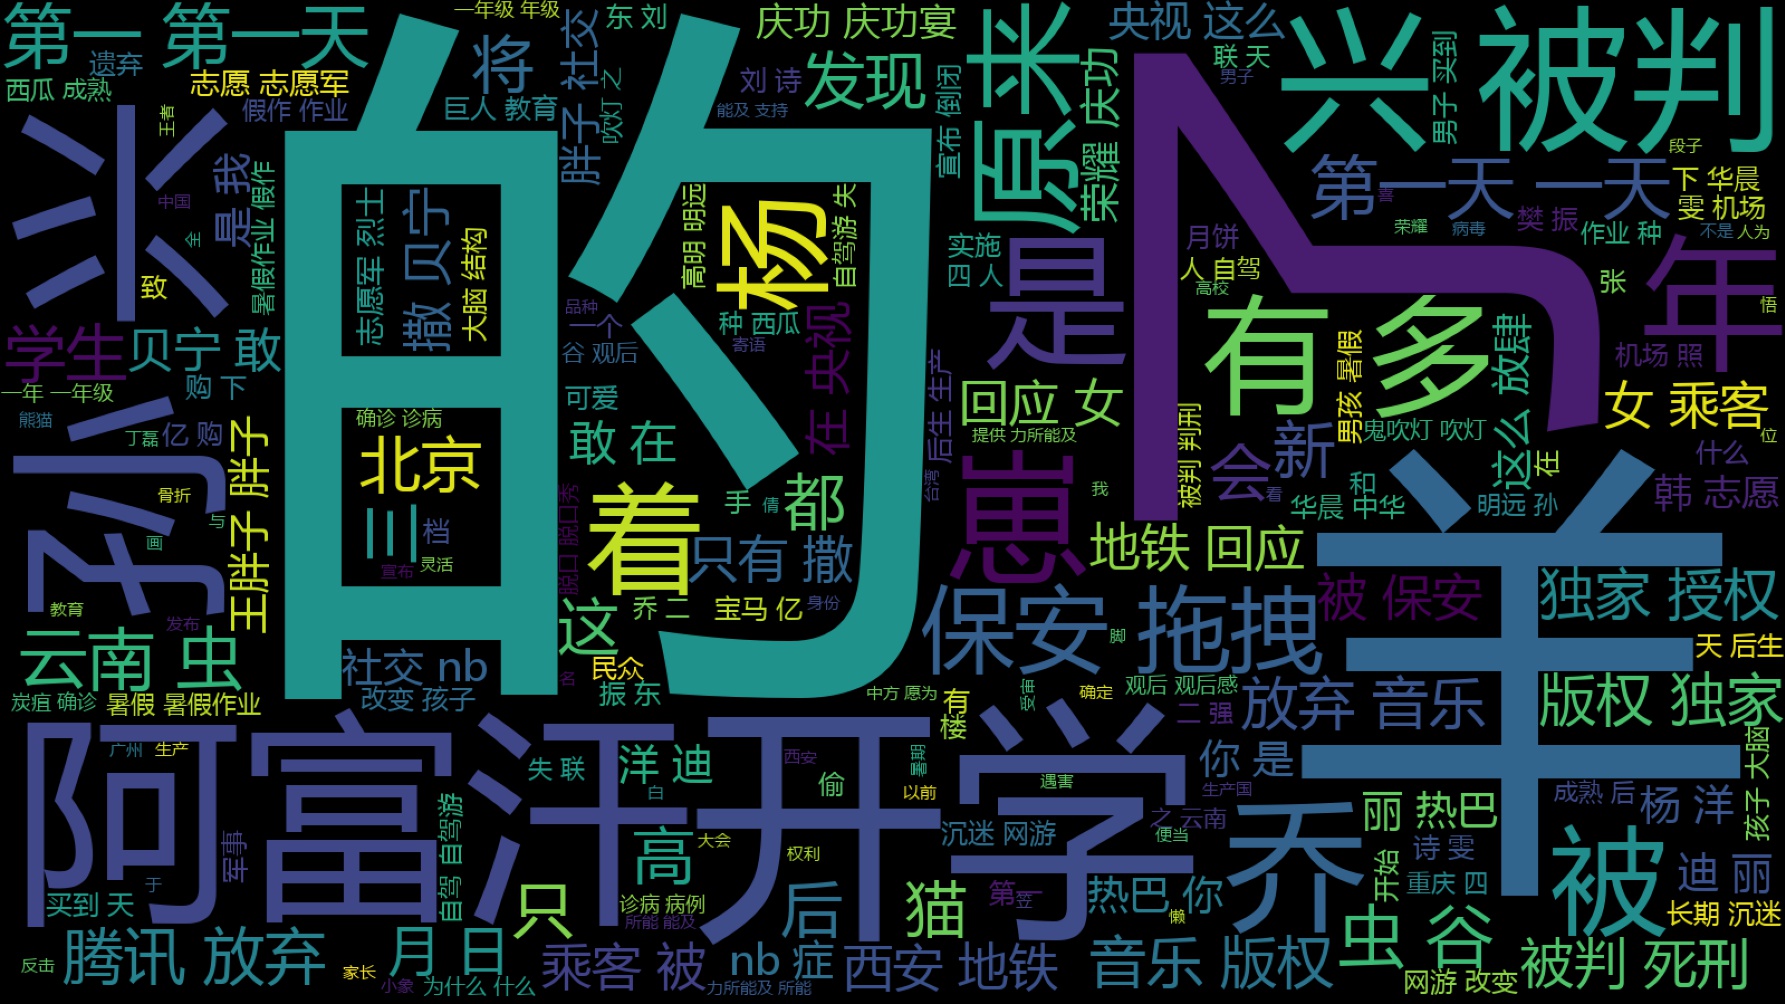 第一 第一天
一年级 年级
东 刘
庆功 庆功宴
央视 这么
兴
被判
遗弃
志愿 志愿军
将
胖子 社交
吹灯 之
刘 诗
发现
宣布 倒闭
原来
荣耀 庆功
联 天
男子
男子 买到
西瓜 成熟
假作 作业
巨人 教育
能及 支持
王者
兴
是 我
中国
全
暑假作业 假作
的
志愿军 烈士
撒 贝宁
大脑 结构
高明 明远
杨
自驾游 失
种 西瓜
寄语
品种
一个
谷 观后
在 央视
后生 生产
实施
四 人
是
月饼
人 自驾
高校
第一天 一天
段子
下 华晨
雯 机场
喜
荣耀
病毒
樊 振
作业 种
不是 人为
张
年
悟
机场 照
致
学生
贝宁 敢
购 下
一年 一年级
熊猫
丁磊
亿 购
王胖子 胖子
孙
骨折
与
画
教育
发布
云南 虫
炭疽 确诊
暑假 暑假作业
确诊 诊病
北京
三
档
宣布
灵活
社交 nb
改变 孩子
可爱
敢 在
脱口 脱口秀
着
手
倩
都
只有 撒
台湾
这
乔 二
宝马 亿
身份
民众
振 东
名
回应 女
提供 力所能及
崽
我
被判 判刑
地铁 回应
有 多
男孩 暑假
这么 放肆
鬼吹灯 吹灯
女 乘客
位
会
看
新
在
什么
华晨 中华
和
明远 孙
韩 志愿
羊
保安 拖拽
脚
被 保安
独家 授权
天 后生
中方 愿为
有
楼
受审
确定
观后 观后感
二 强
放弃 音乐
版权 独家
阿富汗
开学
广州
生产
军事
于
自驾 自驾游
失 联
白
洋 迪
西安
偷
暑期
以前
遇害
你 是
生产国
之 云南
便当
沉迷 网游
大脑
孩子
成熟 后
杨 洋
丽 热巴
诗 雯
开始
重庆 四
乔
被
迪 丽
长期 沉迷
买到 天
高
大会
权利
只
诊病 病例
所能 能及
后
猫
第一
签
热巴 你
懒
虫 谷
反击
腾讯 放弃
家长
月 日
小象
为什么 什么
乘客 被
nb 症
力所能及 所能
西安 地铁
音乐 版权
网游 改变
被判 死刑